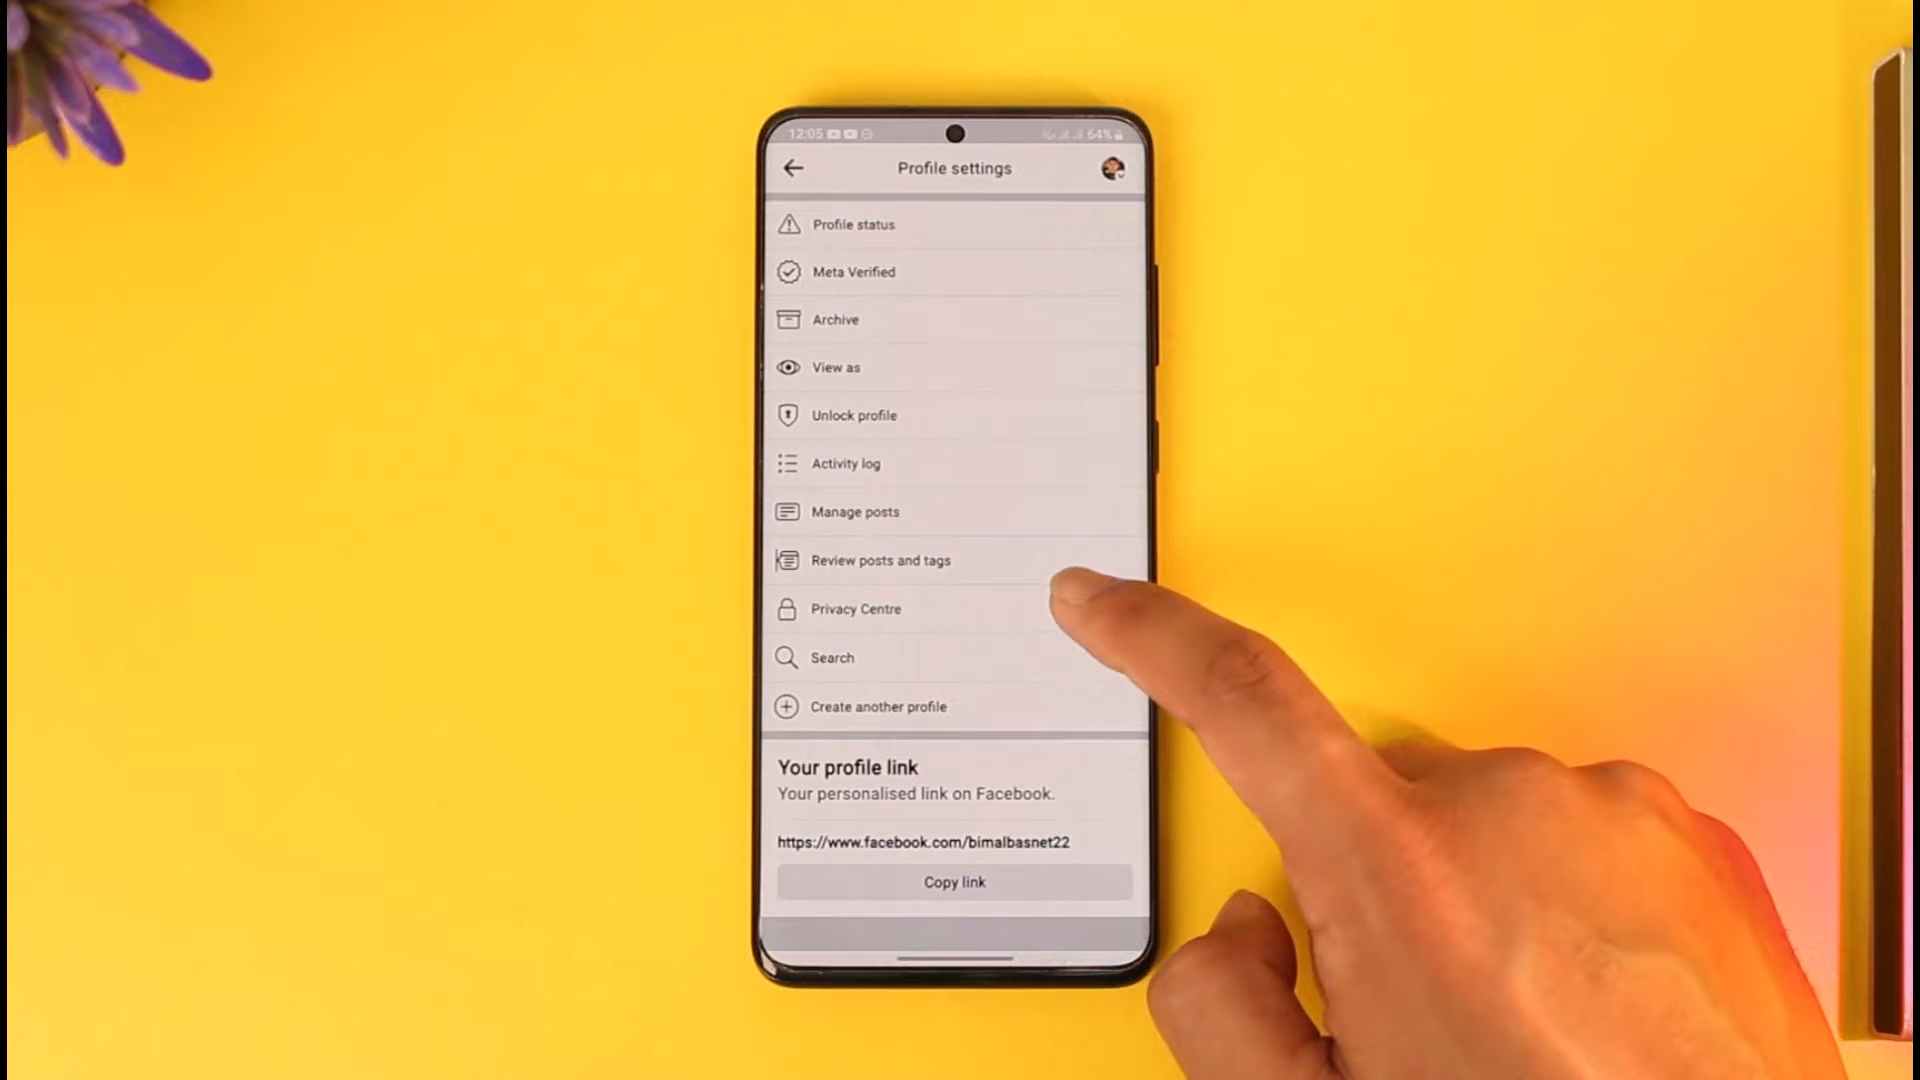 12:05 64%
Profile settings
Profile status
Meta Verified
Archive
View as
Unlock profile
Activity log
Manage posts
Review posts and tags
Privacy Centre
Search
Create another profile
Your profile link
Your personalised link on Facebook.
https://www.facebook.com/bimalbasnet22
Copy link